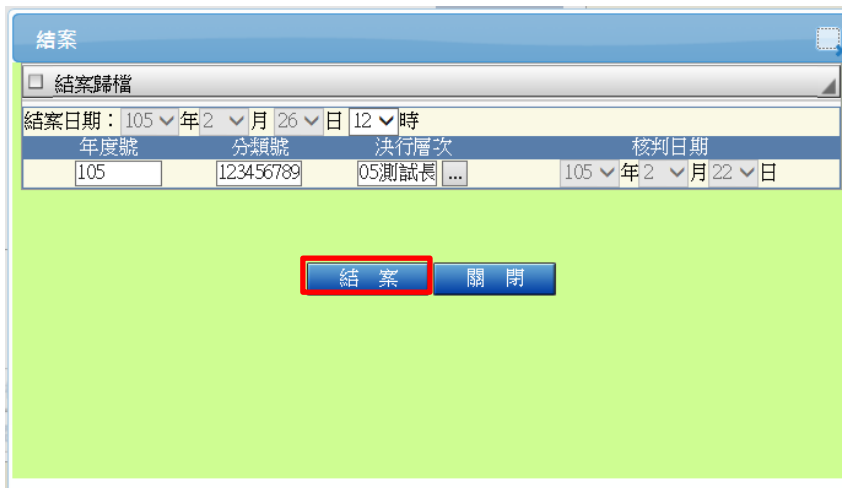 結案
結案歸檔
結案日期：105年2月26日12時
年度號 分類號 決行層次 核判日期
105 123456789 05測試長 ... 105年2月22日
結 案 關 閉